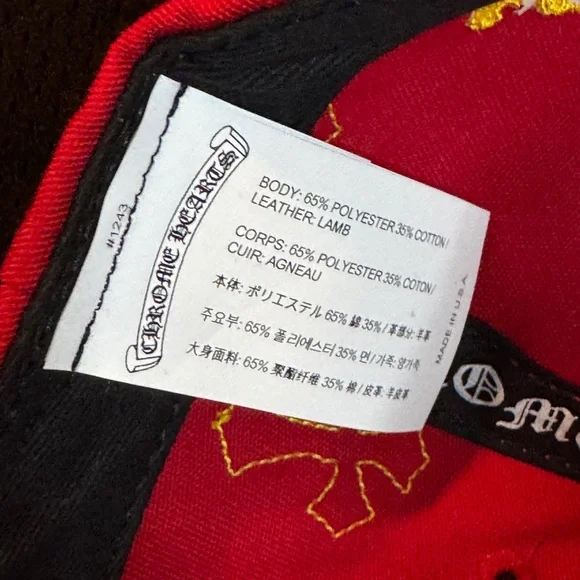 #1243
CHROME HEARTS
BODY: 65% POLYESTER 35% COTTON /
LEATHER: LAMB
CORPS: 65% POLYESTER 35% COTON /
CUIR: AGNEAU
本体: ポリエステル 65% 綿 35% / 革部分: 羊革
주요부: 65% 폴리에스터 35% 면 / 가죽: 양가죽
大身面料: 65% 聚酯纤维 35% 棉 / 皮革: 羊皮革
MADE IN U.S.A.